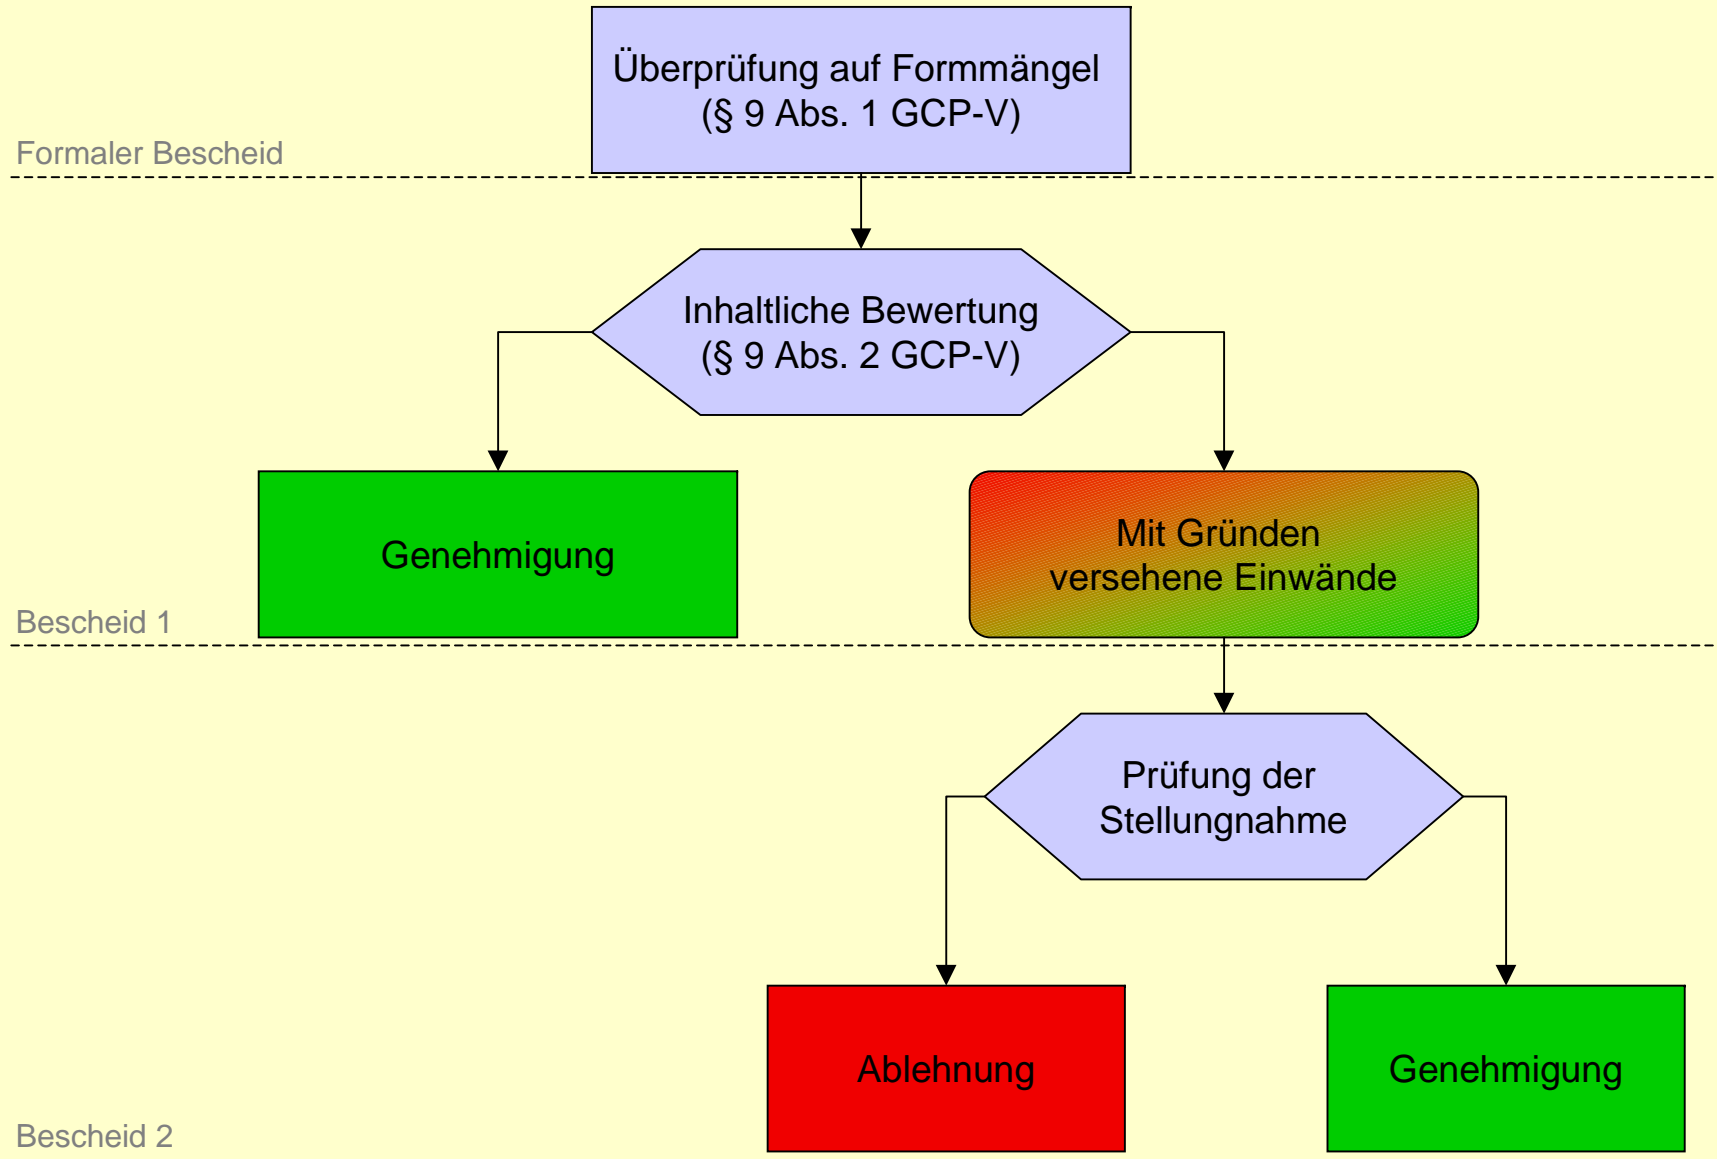 Überprüfung auf Formmängel
(§ 9 Abs. 1 GCP-V)
Formaler Bescheid
Inhaltliche Bewertung
(§ 9 Abs. 2 GCP-V)
Genehmigung
Mit Gründen
versehene Einwände
Bescheid 1
Prüfung der
Stellungnahme
Ablehnung
Genehmigung
Bescheid 2